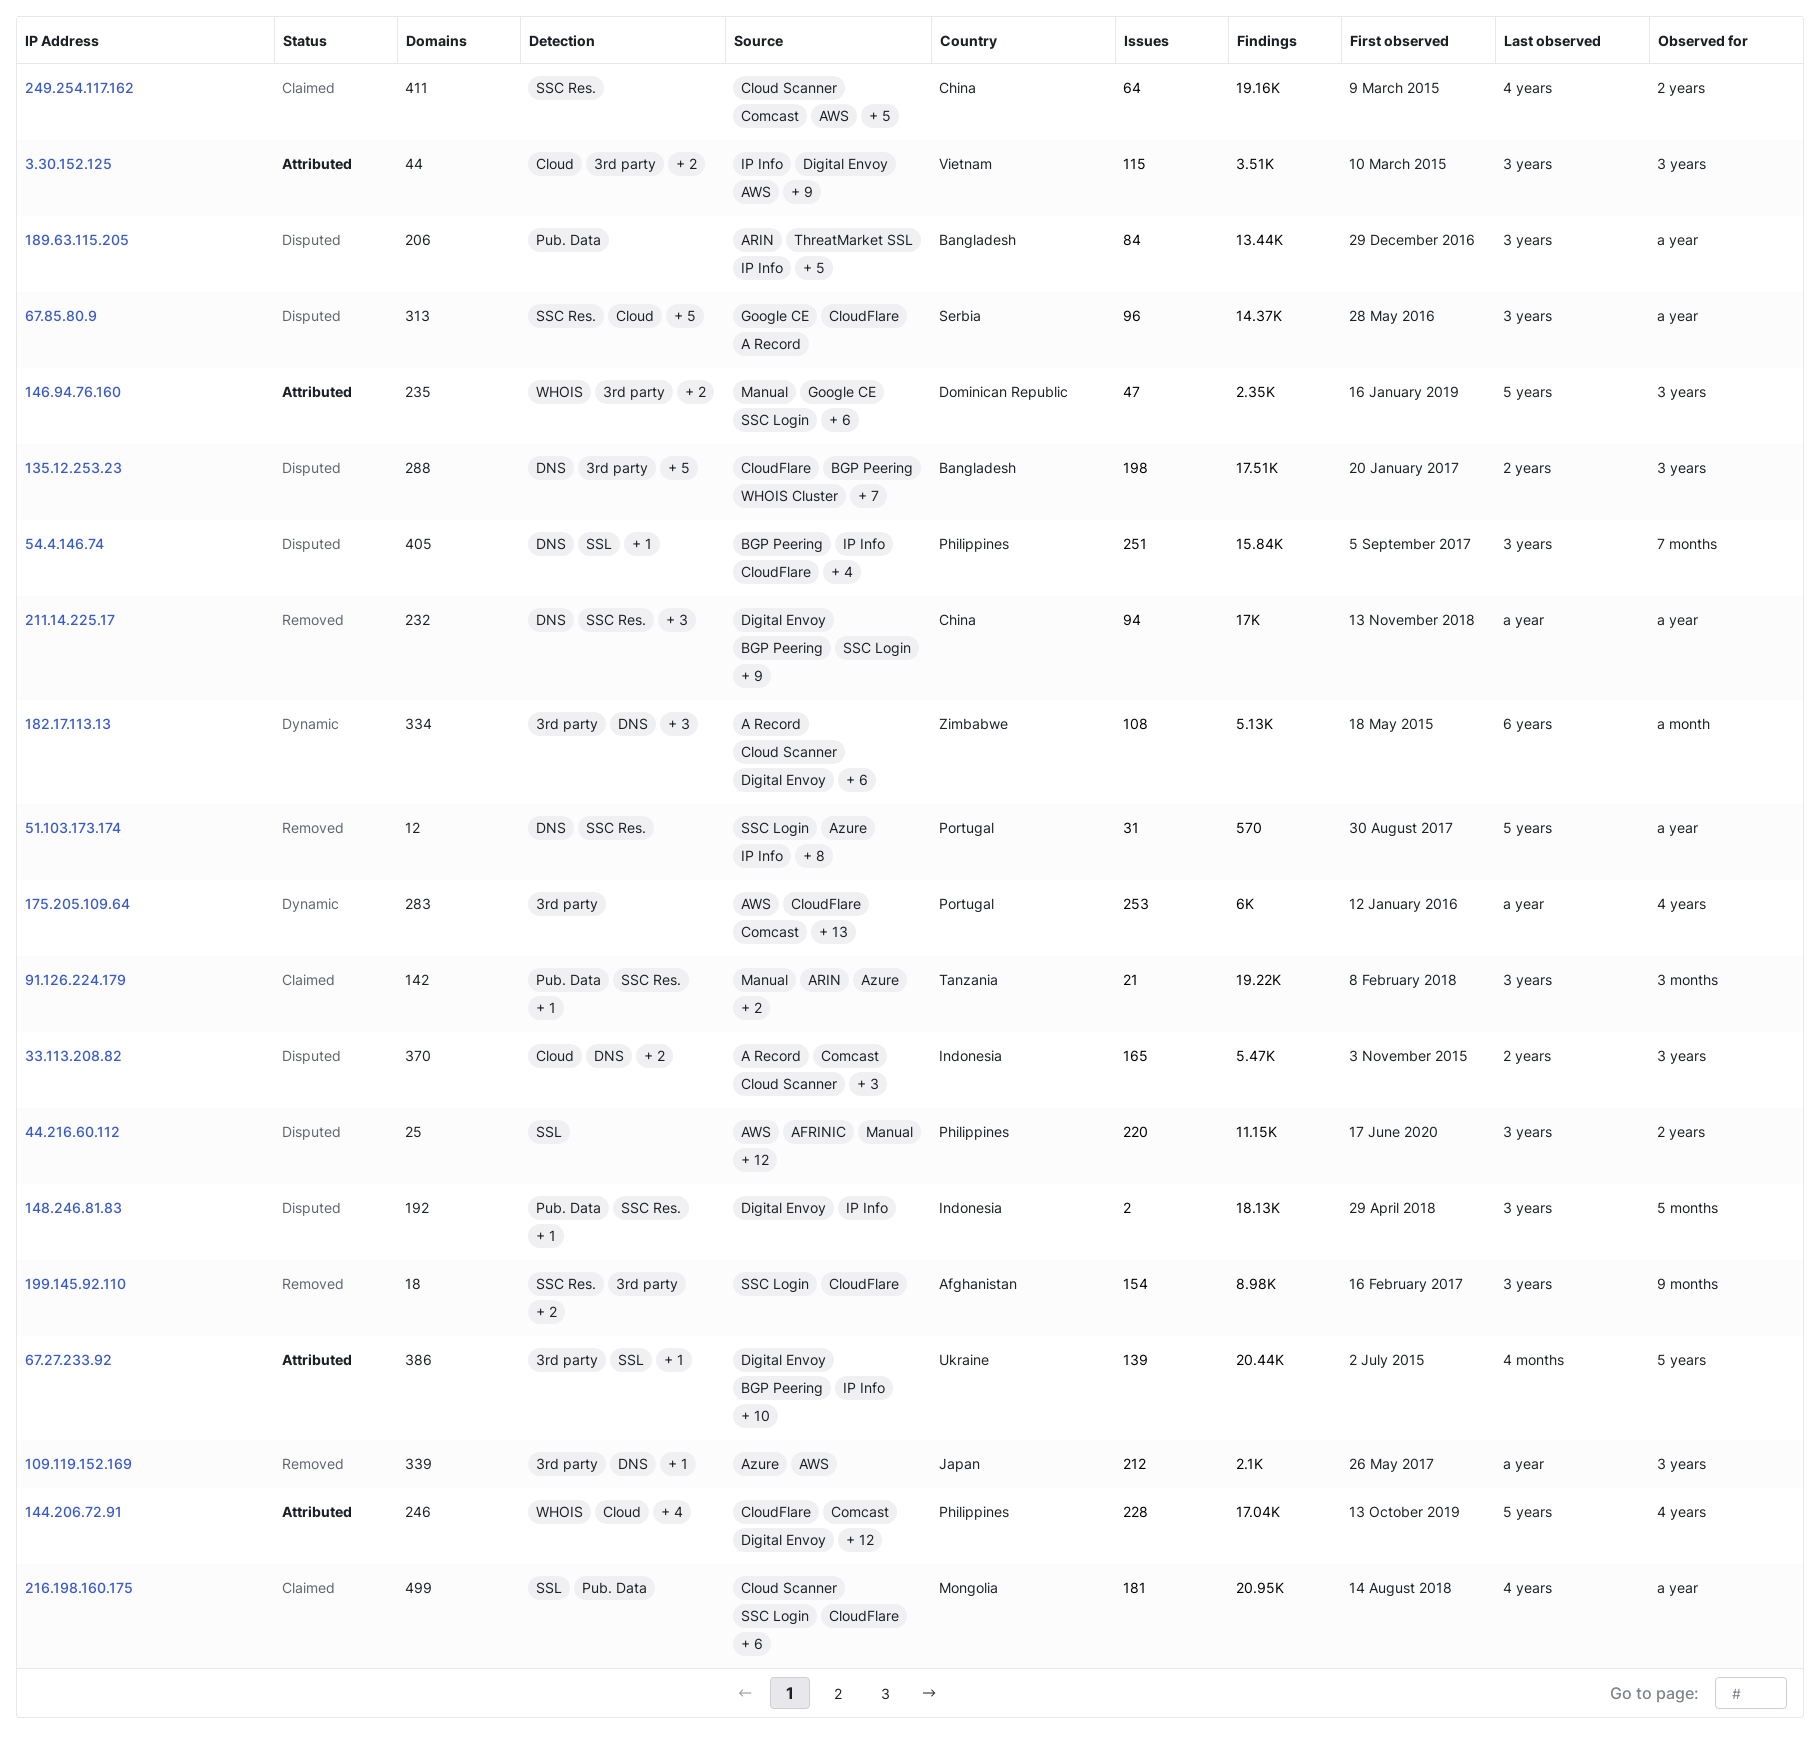 IP Address Status Domains Detection Source Country Issues Findings First observed Last observed Observed for
249.254.117.162 Claimed 411 SSC Res. Cloud Scanner China 64 19.16K 9 March 2015 4 years 2 years
Comcast AWS + 5
3.30.152.125 Attributed 44 Cloud 3rd party + 2 IP Info Digital Envoy Vietnam 115 3.51K 10 March 2015 3 years 3 years
AWS + 9
189.63.115.205 Disputed 206 Pub. Data ARIN ThreatMarket SSL Bangladesh 84 13.44K 29 December 2016 3 years a year
IP Info + 5
67.85.80.9 Disputed 313 SSC Res. Cloud + 5 Google CE CloudFlare Serbia 96 14.37K 28 May 2016 3 years a year
A Record
146.94.76.160 Attributed 235 WHOIS 3rd party + 2 Manual Google CE Dominican Republic 47 2.35K 16 January 2019 5 years 3 years
SSC Login + 6
135.12.253.23 Disputed 288 DNS 3rd party + 5 CloudFlare BGP Peering Bangladesh 198 17.51K 20 January 2017 2 years 3 years
WHOIS Cluster + 7
54.4.146.74 Disputed 405 DNS SSL + 1 BGP Peering IP Info Philippines 251 15.84K 5 September 2017 3 years 7 months
CloudFlare + 4
211.14.225.17 Removed 232 DNS SSC Res. + 3 Digital Envoy China 94 17K 13 November 2018 a year a year
BGP Peering SSC Login
+ 9
182.17.113.13 Dynamic 334 3rd party DNS + 3 A Record Zimbabwe 108 5.13K 18 May 2015 6 years a month
Cloud Scanner
Digital Envoy + 6
51.103.173.174 Removed 12 DNS SSC Res. SSC Login Azure Portugal 31 570 30 August 2017 5 years a year
IP Info + 8
175.205.109.64 Dynamic 283 3rd party AWS CloudFlare Portugal 253 6K 12 January 2016 a year 4 years
Comcast + 13
91.126.224.179 Claimed 142 Pub. Data SSC Res. Manual ARIN Azure Tanzania 21 19.22K 8 February 2018 3 years 3 months
+ 1 + 2
33.113.208.82 Disputed 370 Cloud DNS + 2 A Record Comcast Indonesia 165 5.47K 3 November 2015 2 years 3 years
Cloud Scanner + 3
44.216.60.112 Disputed 25 SSL AWS AFRINIC Manual Philippines 220 11.15K 17 June 2020 3 years 2 years
+ 12
148.246.81.83 Disputed 192 Pub. Data SSC Res. Digital Envoy IP Info Indonesia 2 18.13K 29 April 2018 3 years 5 months
+ 1
199.145.92.110 Removed 18 SSC Res. 3rd party SSC Login CloudFlare Afghanistan 154 8.98K 16 February 2017 3 years 9 months
+ 2
67.27.233.92 Attributed 386 3rd party SSL + 1 Digital Envoy Ukraine 139 20.44K 2 July 2015 4 months 5 years
BGP Peering IP Info
+ 10
109.119.152.169 Removed 339 3rd party DNS + 1 Azure AWS Japan 212 2.1K 26 May 2017 a year 3 years
144.206.72.91 Attributed 246 WHOIS Cloud + 4 CloudFlare Comcast Philippines 228 17.04K 13 October 2019 5 years 4 years
Digital Envoy + 12
216.198.160.175 Claimed 499 SSL Pub. Data Cloud Scanner Mongolia 181 20.95K 14 August 2018 4 years a year
SSC Login CloudFlare
+ 6
← 1 2 3 → Go to page: #